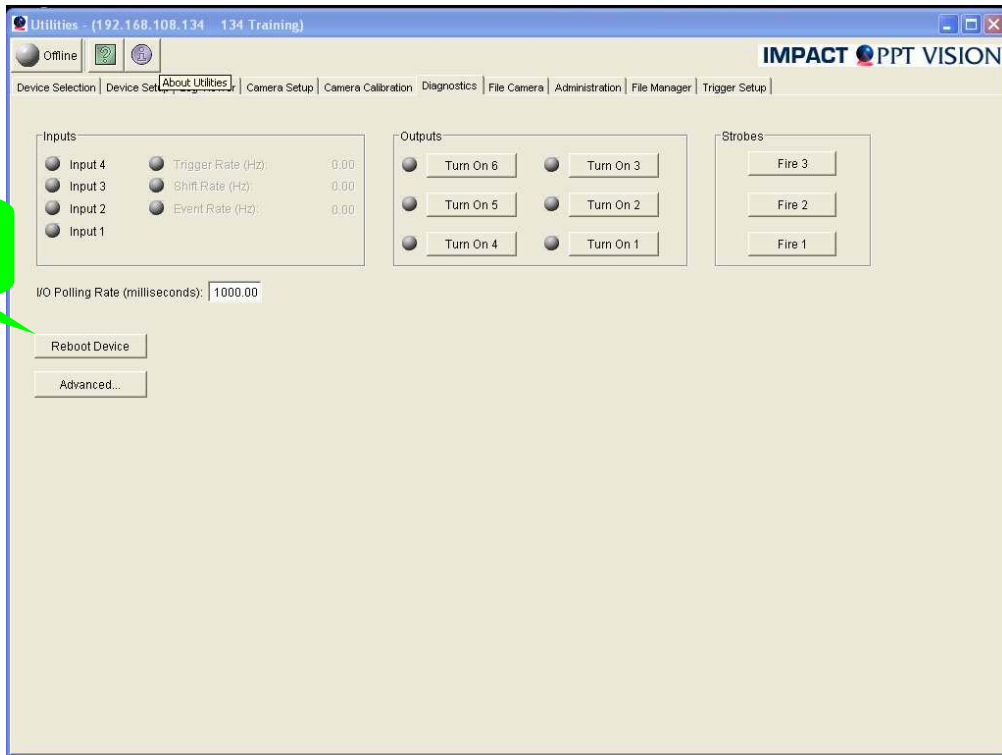 Utilities - (192.168.108.134 134 Training)
Offline
About Utilities
IMPACT PPT VISION
Device Selection Device Setup Log Viewer Camera Setup Camera Calibration Diagnostics File Camera Administration File Manager Trigger Setup
Inputs
Input 4 Trigger Rate (Hz): 0.00
Input 3 Shift Rate (Hz): 0.00
Input 2 Event Rate (Hz): 0.00
Input 1
Outputs
Turn On 6 Turn On 3
Turn On 5 Turn On 2
Turn On 4 Turn On 1
Strobes
Fire 3
Fire 2
Fire 1
I/O Polling Rate (milliseconds): 1000.00
Reboot Device
Advanced...